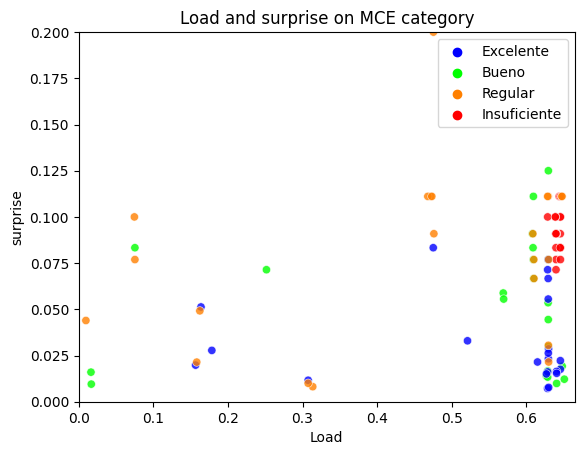 Load and surprise on MCE category
0.200
0.175
0.150
0.125
0.100
0.075
0.050
0.025
0.000
surprise
Excelente
Bueno
Regular
Insuficiente
0.0 0.1 0.2 0.3 0.4 0.5 0.6
Load